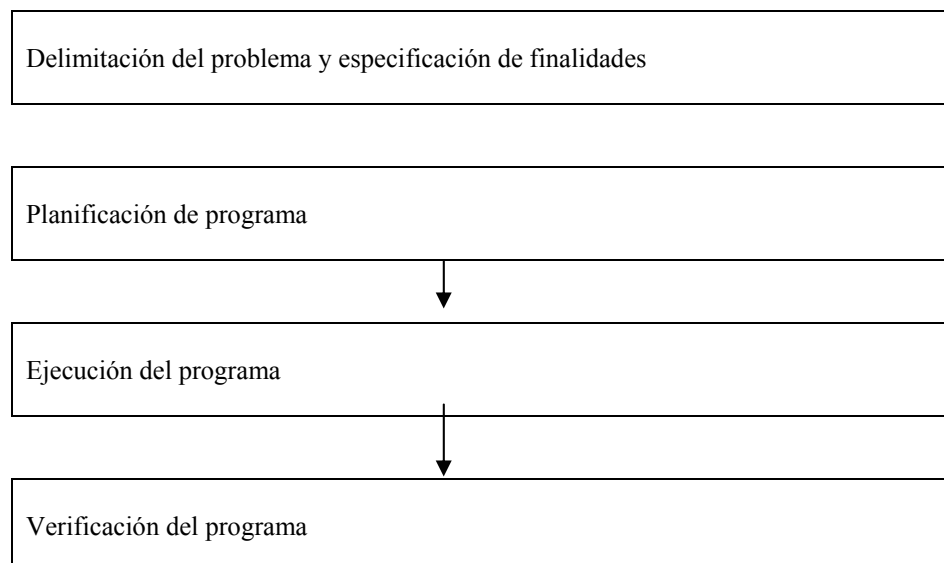 Delimitación del problema y especificación de finalidades
Planificación de programa
Ejecución del programa
Verificación del programa